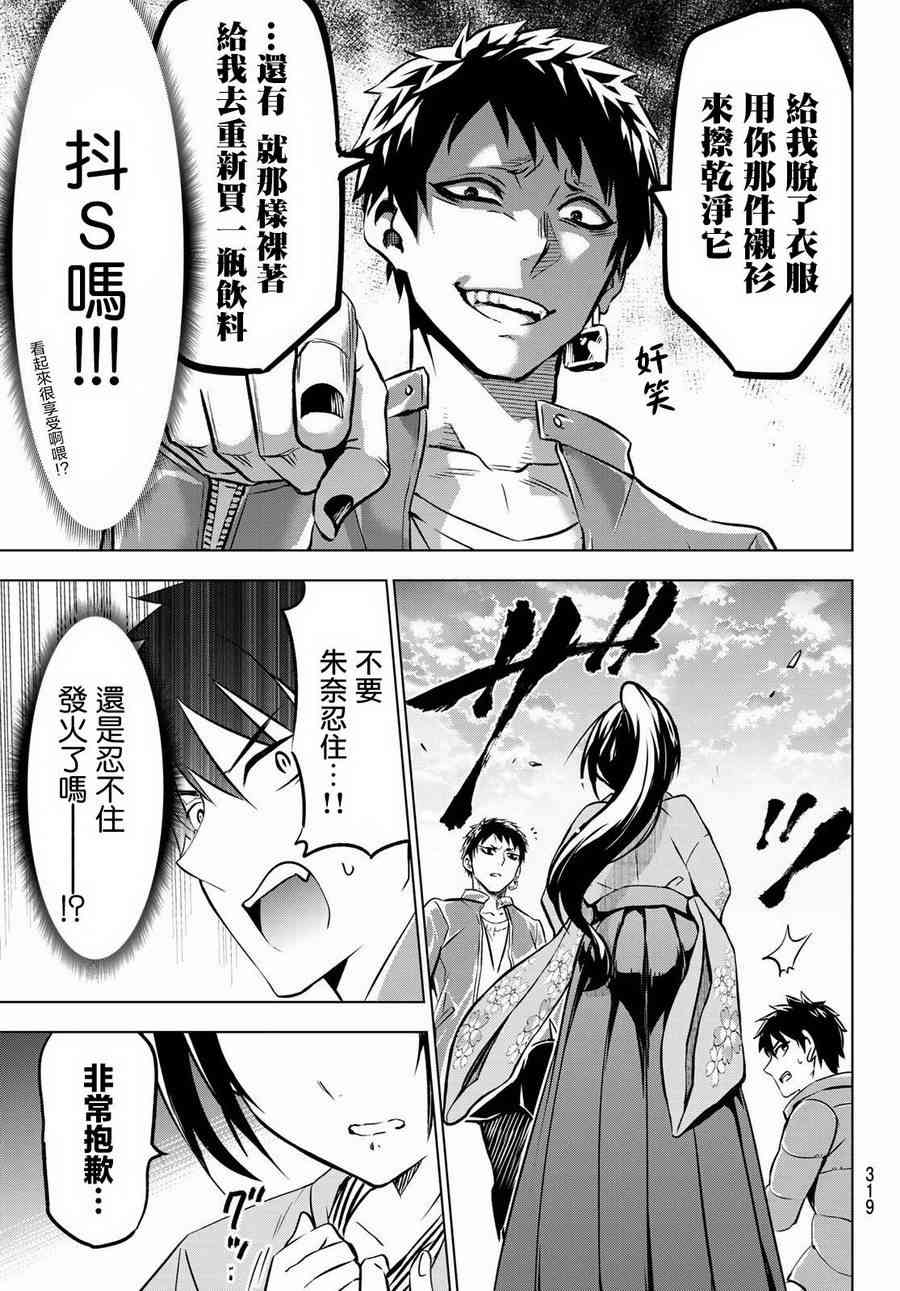 給我脫了衣服
用你那件襯衫
來擦乾淨它
…還有 就那樣裸著
給我去重新買一瓶飲料
奸笑
抖S嗎!!!
看起來很享受啊喂!?
ザッ
不要
朱奈忍住…!!
還是忍不住
發火了嗎——!?
非常抱歉…
319